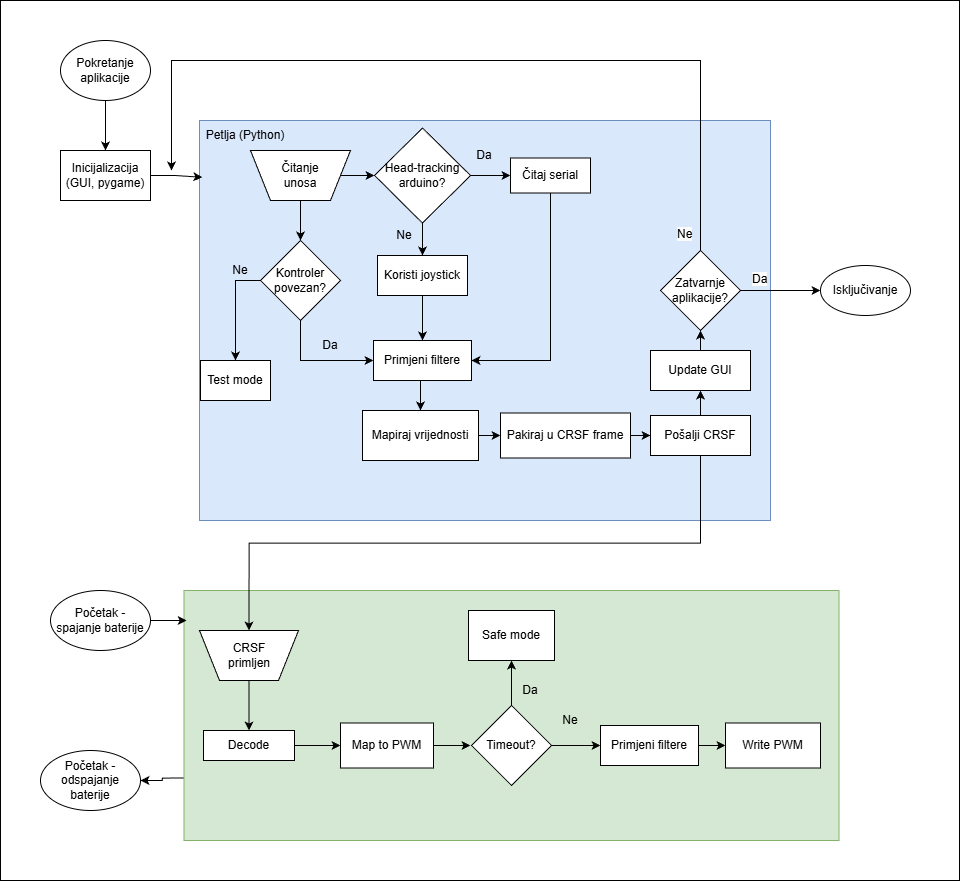 Pokretanje
aplikacije
Inicijalizacija
(GUI, pygame)
Petlja (Python)
Čitanje
unosa
Head-tracking
arduino?
Da
Čitaj serial
Ne
Koristi joystick
Kontroler
povezan?
Ne
Da
Test mode
Primjeni filtere
Mapiraj vrijednosti
Pakiraj u CRSF frame
Pošalji CRSF
Update GUI
Zatvarnje
aplikacije?
Ne
Da
Isključivanje
Početak -
spajanje baterije
CRSF
primljen
Decode
Map to PWM
Timeout?
Da
Safe mode
Ne
Primjeni filtere
Write PWM
Početak -
odspajanje
baterije